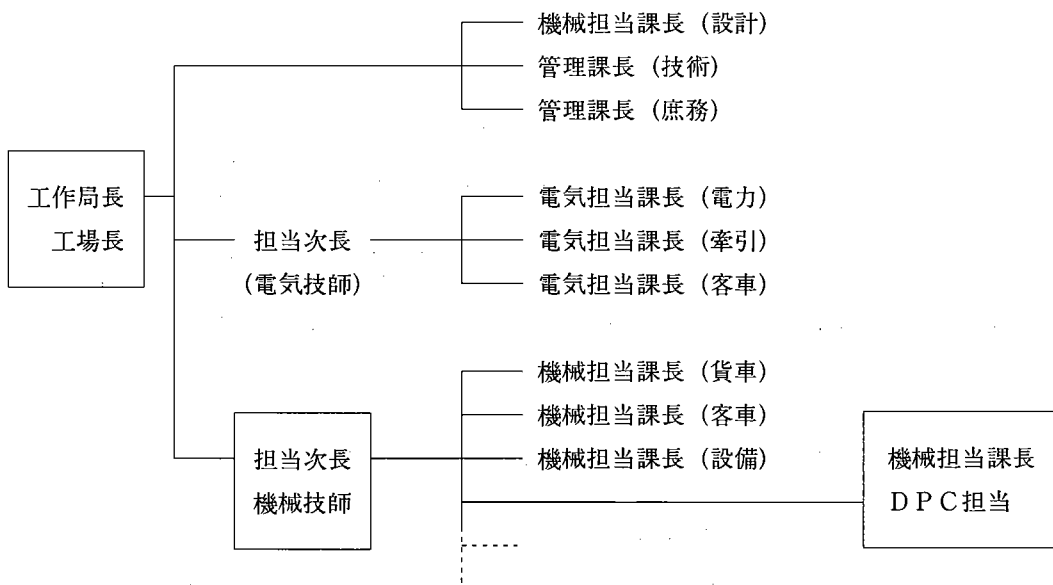 機械担当課長（設計）
管理課長（技術）
管理課長（庶務）
工作局長
工場長
電気担当課長（電力）
担当次長
電気担当課長（牽引）
（電気技師）
電気担当課長（客車）
機械担当課長（貨車）
機械担当課長（客車）
担当次長
機械担当課長（設備）
機械担当課長
機械技師
ＤＰＣ担当